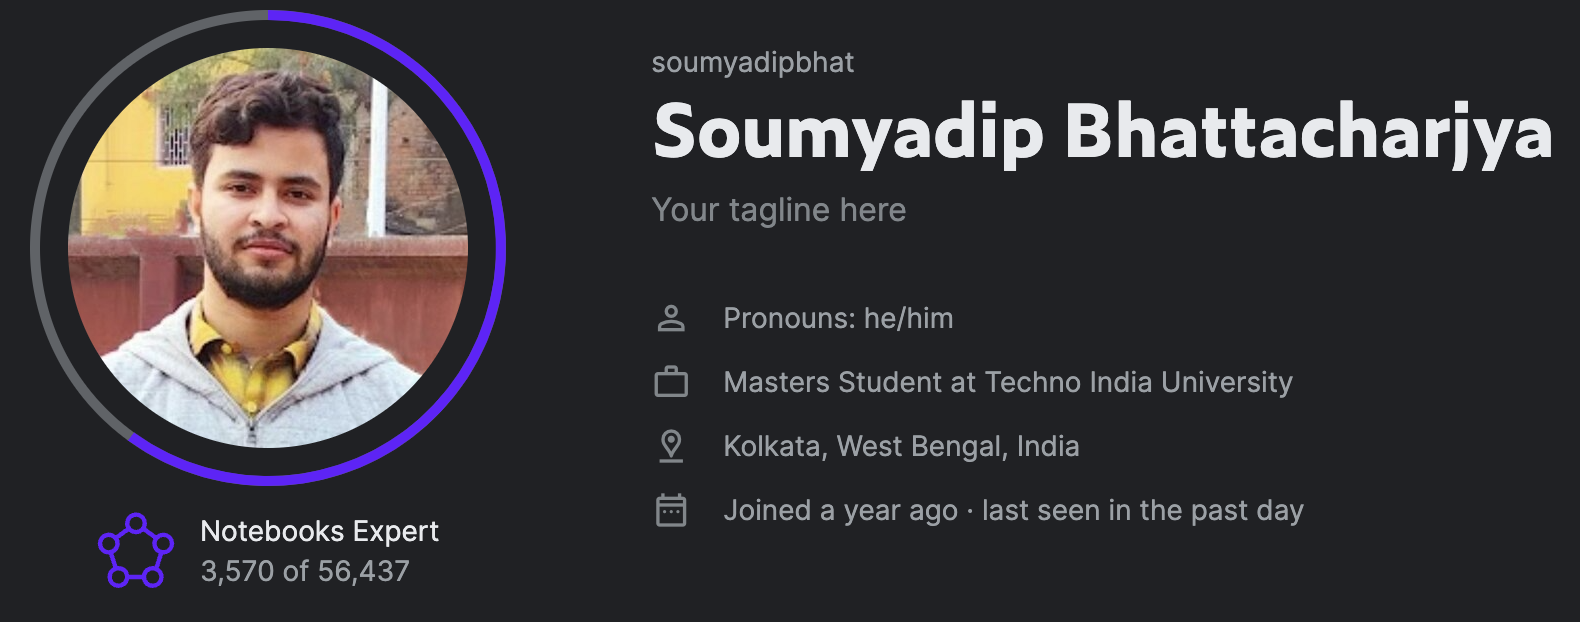 soumyadipbhat
Soumyadip Bhattacharjya
Your tagline here
Pronouns: he/him
Masters Student at Techno India University
Kolkata, West Bengal, India
Joined a year ago · last seen in the past day
Notebooks Expert
3,570 of 56,437